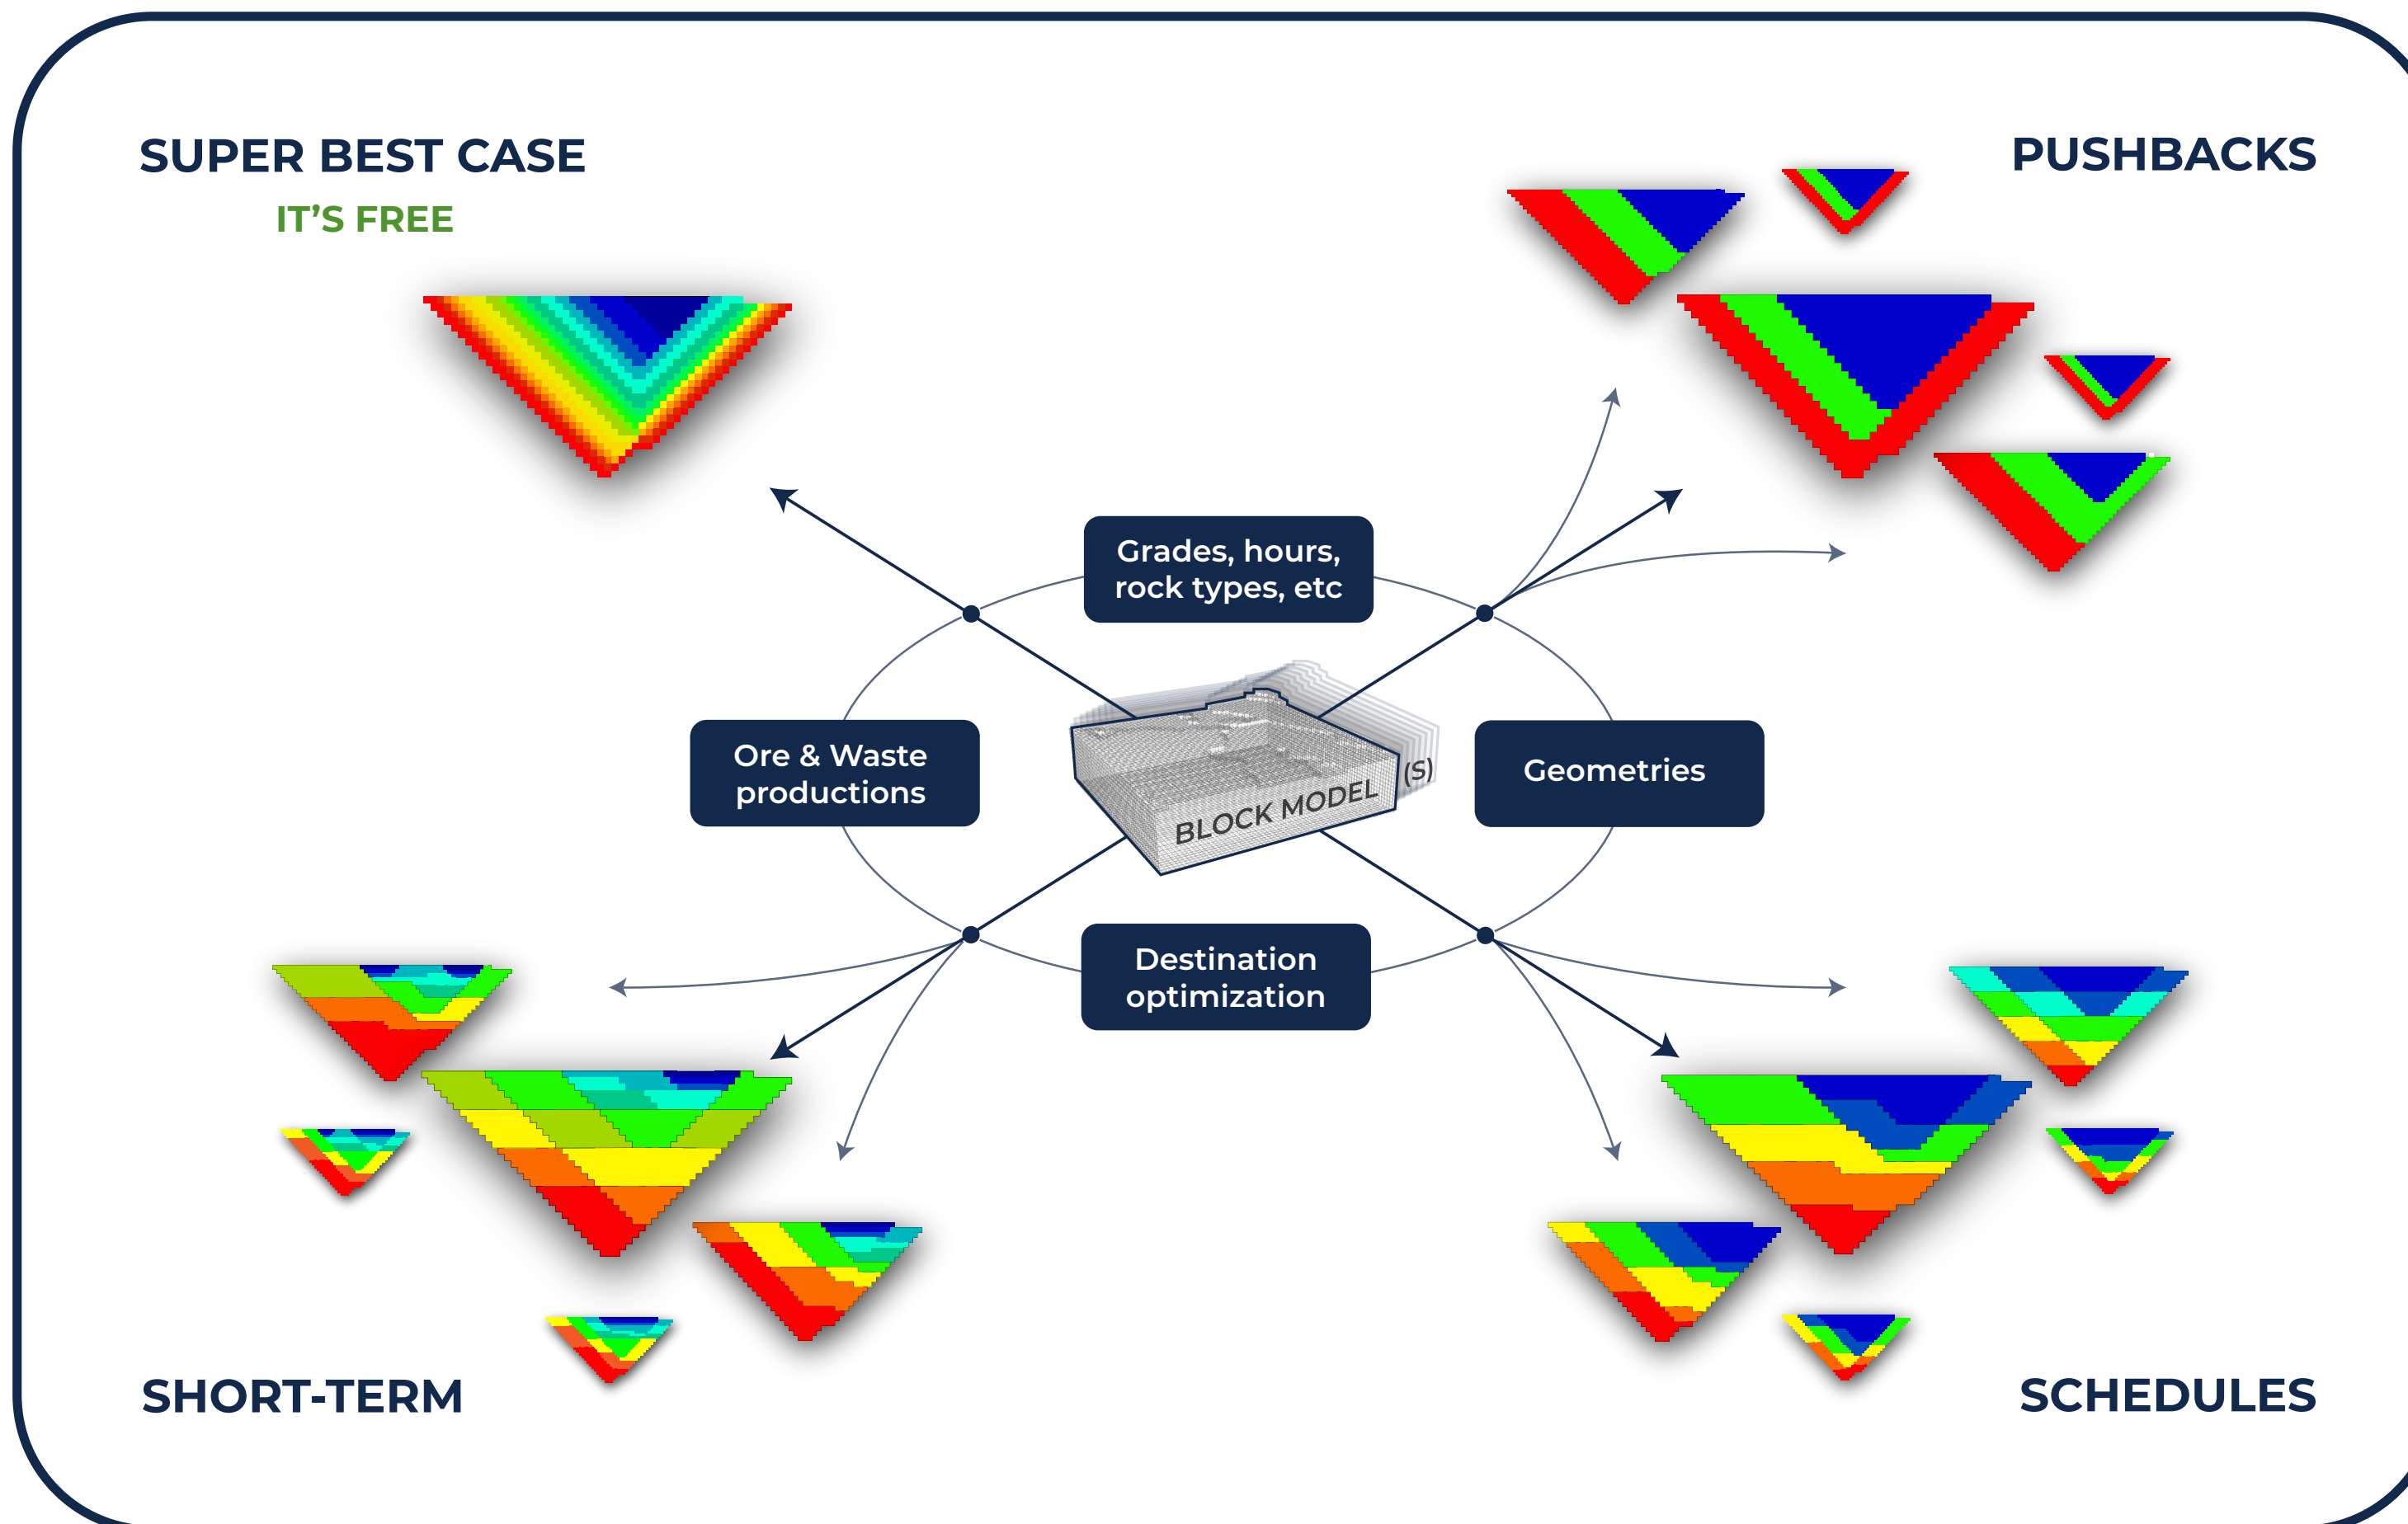 SUPER BEST CASE
IT’S FREE
PUSHBACKS
Grades, hours,
rock types, etc
Ore & Waste
productions
BLOCK MODEL (S)
Geometries
Destination
optimization
SHORT-TERM
SCHEDULES